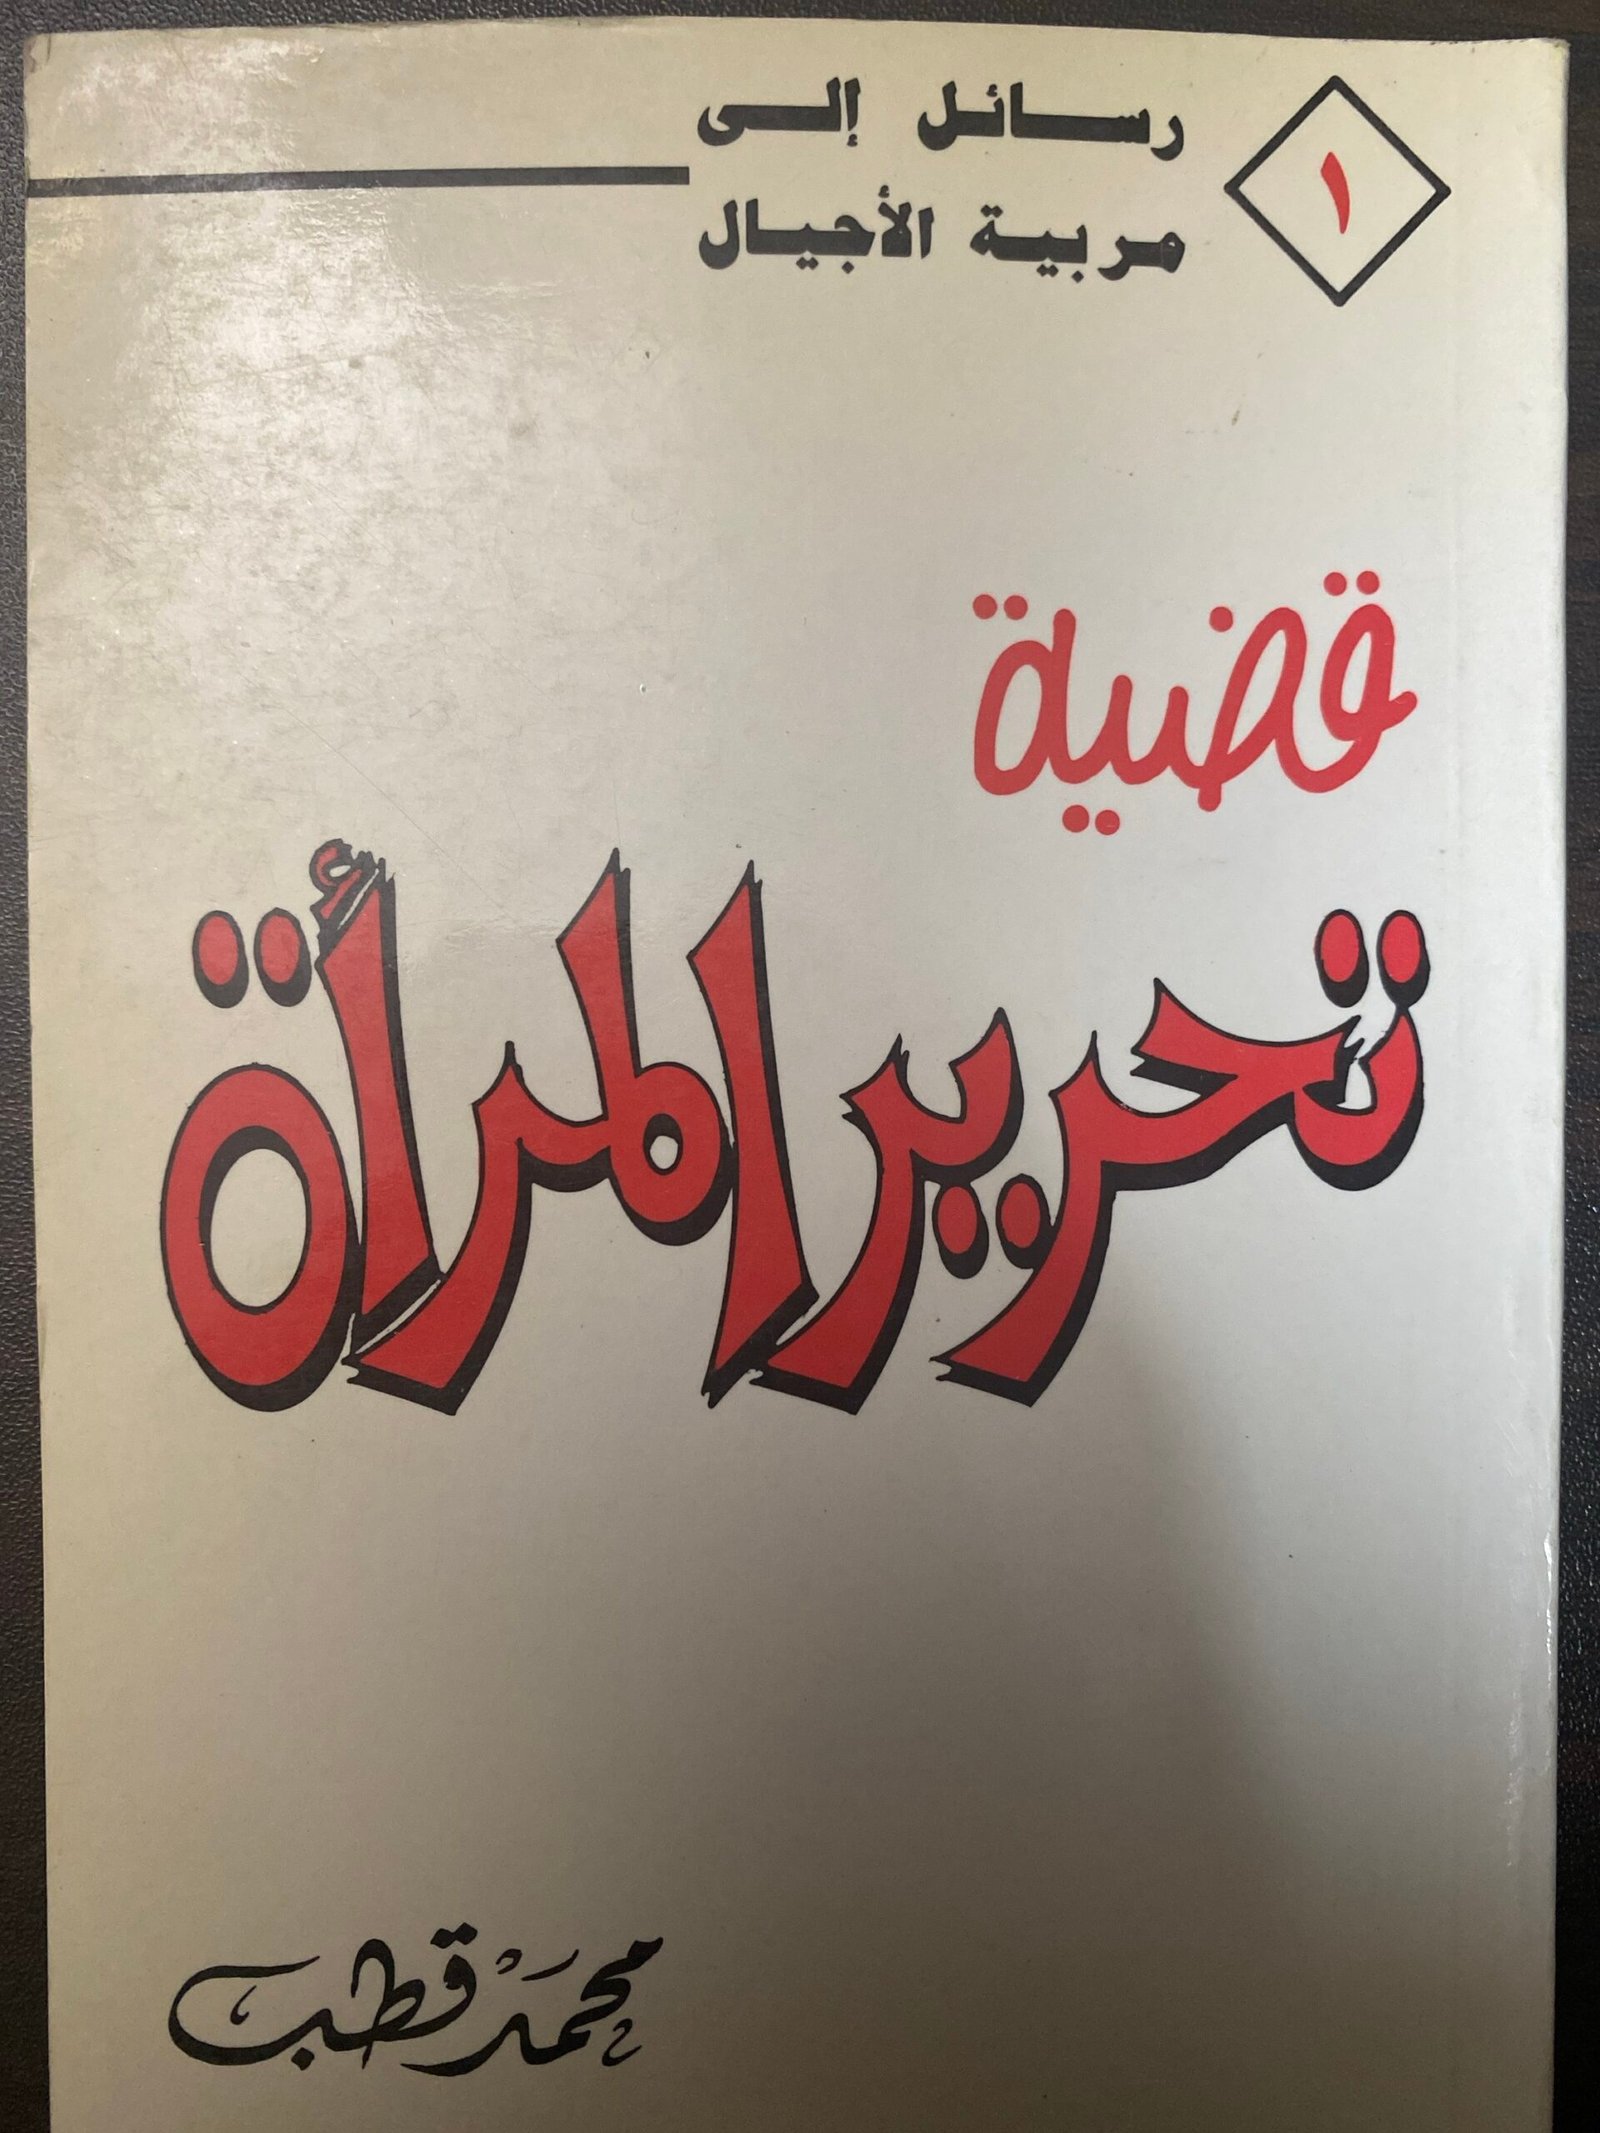 ١
رسائل إلى
مربية الأجيال
قضية
تحرير المرأة
محمد قطب